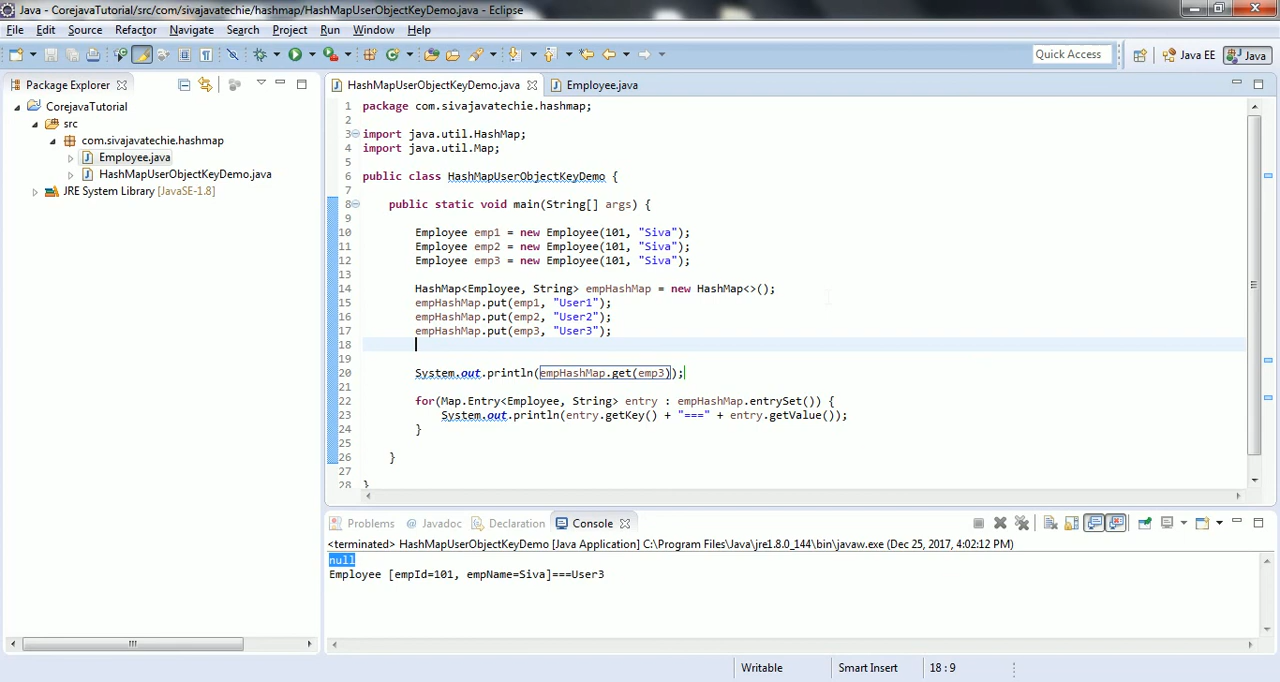 Java - CorejavaTutorial/src/com/sivajavatechie/hashmap/HashMapUserObjectKeyDemo.java - Eclipse
File Edit Source Refactor Navigate Search Project Run Window Help
Quick Access Java EE Java
Package Explorer
CorejavaTutorial
src
com.sivajavatechie.hashmap
Employee.java
HashMapUserObjectKeyDemo.java
JRE System Library [JavaSE-1.8]
HashMapUserObjectKeyDemo.java Employee.java
1 package com.sivajavatechie.hashmap;
2
3 import java.util.HashMap;
4 import java.util.Map;
5
6 public class HashMapUserObjectKeyDemo {
7
8 public static void main(String[] args) {
9
10 Employee emp1 = new Employee(101, "Siva");
11 Employee emp2 = new Employee(101, "Siva");
12 Employee emp3 = new Employee(101, "Siva");
13
14 HashMap<Employee, String> empHashMap = new HashMap<>();
15 empHashMap.put(emp1, "User1");
16 empHashMap.put(emp2, "User2");
17 empHashMap.put(emp3, "User3");
18
19
20 System.out.println(empHashMap.get(emp3));
21
22 for(Map.Entry<Employee, String> entry : empHashMap.entrySet()) {
23 System.out.println(entry.getKey() + "===" + entry.getValue());
24 }
25
26 }
27
28 }
Problems @ Javadoc Declaration Console
<terminated> HashMapUserObjectKeyDemo [Java Application] C:\Program Files\Java\jre1.8.0_144\bin\javaw.exe (Dec 25, 2017, 4:02:12 PM)
null
Employee [empId=101, empName=Siva]===User3
Writable Smart Insert 18 : 9